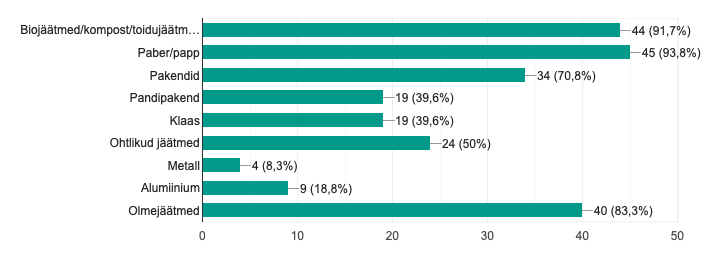 Biojäätmed/kompost/toidujäätm… 44 (91,7%)
Paber/papp 45 (93,8%)
Pakendid 34 (70,8%)
Pandipakend 19 (39,6%)
Klaas 19 (39,6%)
Ohtlikud jäätmed 24 (50%)
Metall 4 (8,3%)
Alumiinium 9 (18,8%)
Olmejäätmed 40 (83,3%)
0 10 20 30 40 50